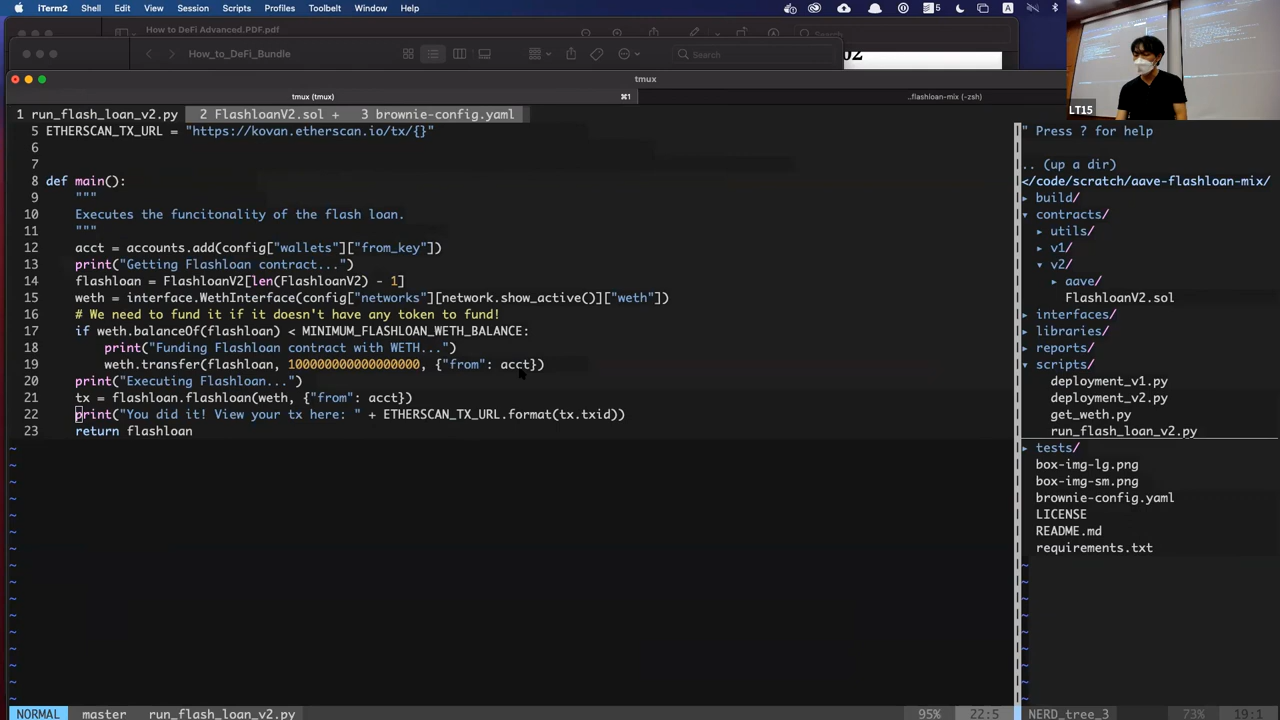 iTerm2 Shell Edit View Session Scripts Profiles Toolbelt Window Help
5
How to DeFi Advanced.PDF.pdf
How_to_DeFi_Bundle
Search
tmux
tmux (tmux)
⌘1
..flashloan-mix (-zsh)
LT15
1 run_flash_loan_v2.py 2 FlashloanV2.sol + 3 brownie-config.yaml
5 ETHERSCAN_TX_URL = "https://kovan.etherscan.io/tx/{}"
6
7
8 def main():
9 """
10 Executes the funcitonality of the flash loan.
11 """
12 acct = accounts.add(config["wallets"]["from_key"])
13 print("Getting Flashloan contract...")
14 flashloan = FlashloanV2[len(FlashloanV2) - 1]
15 weth = interface.WethInterface(config["networks"][network.show_active()]["weth"])
16 # We need to fund it if it doesn't have any token to fund!
17 if weth.balanceOf(flashloan) < MINIMUM_FLASHLOAN_WETH_BALANCE:
18 print("Funding Flashloan contract with WETH...")
19 weth.transfer(flashloan, 100000000000000000, {"from": acct})
20 print("Executing Flashloan...")
21 tx = flashloan.flashloan(weth, {"from": acct})
22 print("You did it! View your tx here: " + ETHERSCAN_TX_URL.format(tx.txid))
23 return flashloan
" Press ? for help
.. (up a dir)
</code/scratch/aave-flashloan-mix/
▸ build/
▾ contracts/
▸ utils/
▸ v1/
▾ v2/
▸ aave/
FlashloanV2.sol
▸ interfaces/
▸ libraries/
▸ reports/
▾ scripts/
deployment_v1.py
deployment_v2.py
get_weth.py
run_flash_loan_v2.py
▸ tests/
box-img-lg.png
box-img-sm.png
brownie-config.yaml
LICENSE
README.md
requirements.txt
NORMAL master run_flash_loan_v2.py 95% 22:5
NERD_tree_3 73% 19:1